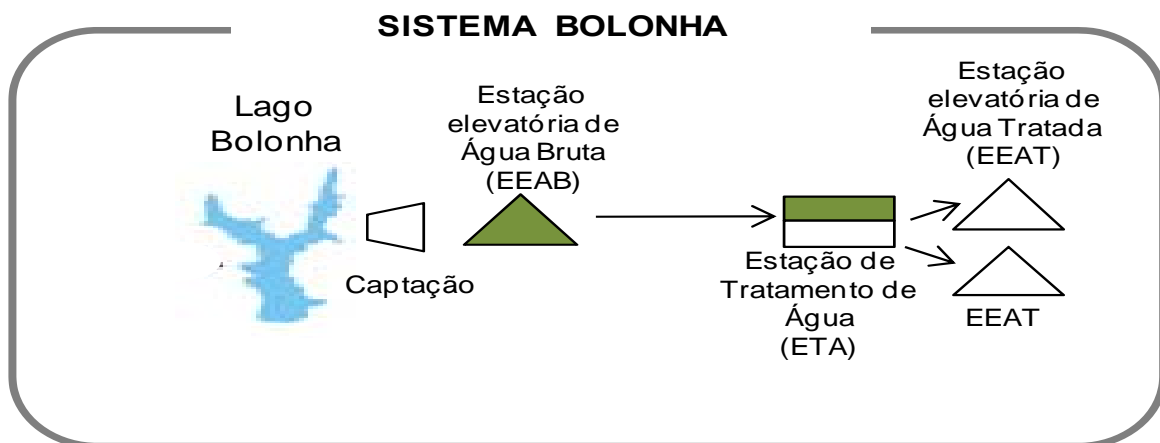 SISTEMA BOLONHA
Lago
Bolonha
Captação
Estação
elevatória de
Água Bruta
(EEAB)
Estação de
Tratamento de
Água
(ETA)
Estação
elevatória de
Água Tratada
(EEAT)
EEAT